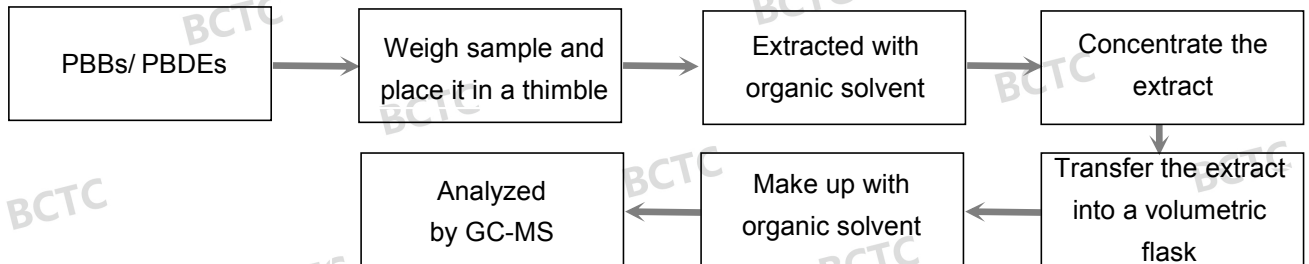 PBBs/ PBDEs
Weigh sample and
place it in a thimble
Extracted with
organic solvent
Concentrate the
extract
Transfer the extract
into a volumetric
flask
Make up with
organic solvent
Analyzed
by GC-MS
BCTC
BCTC
BCTC
BCTC
BCTC
BCTC
BCTC
BCTC